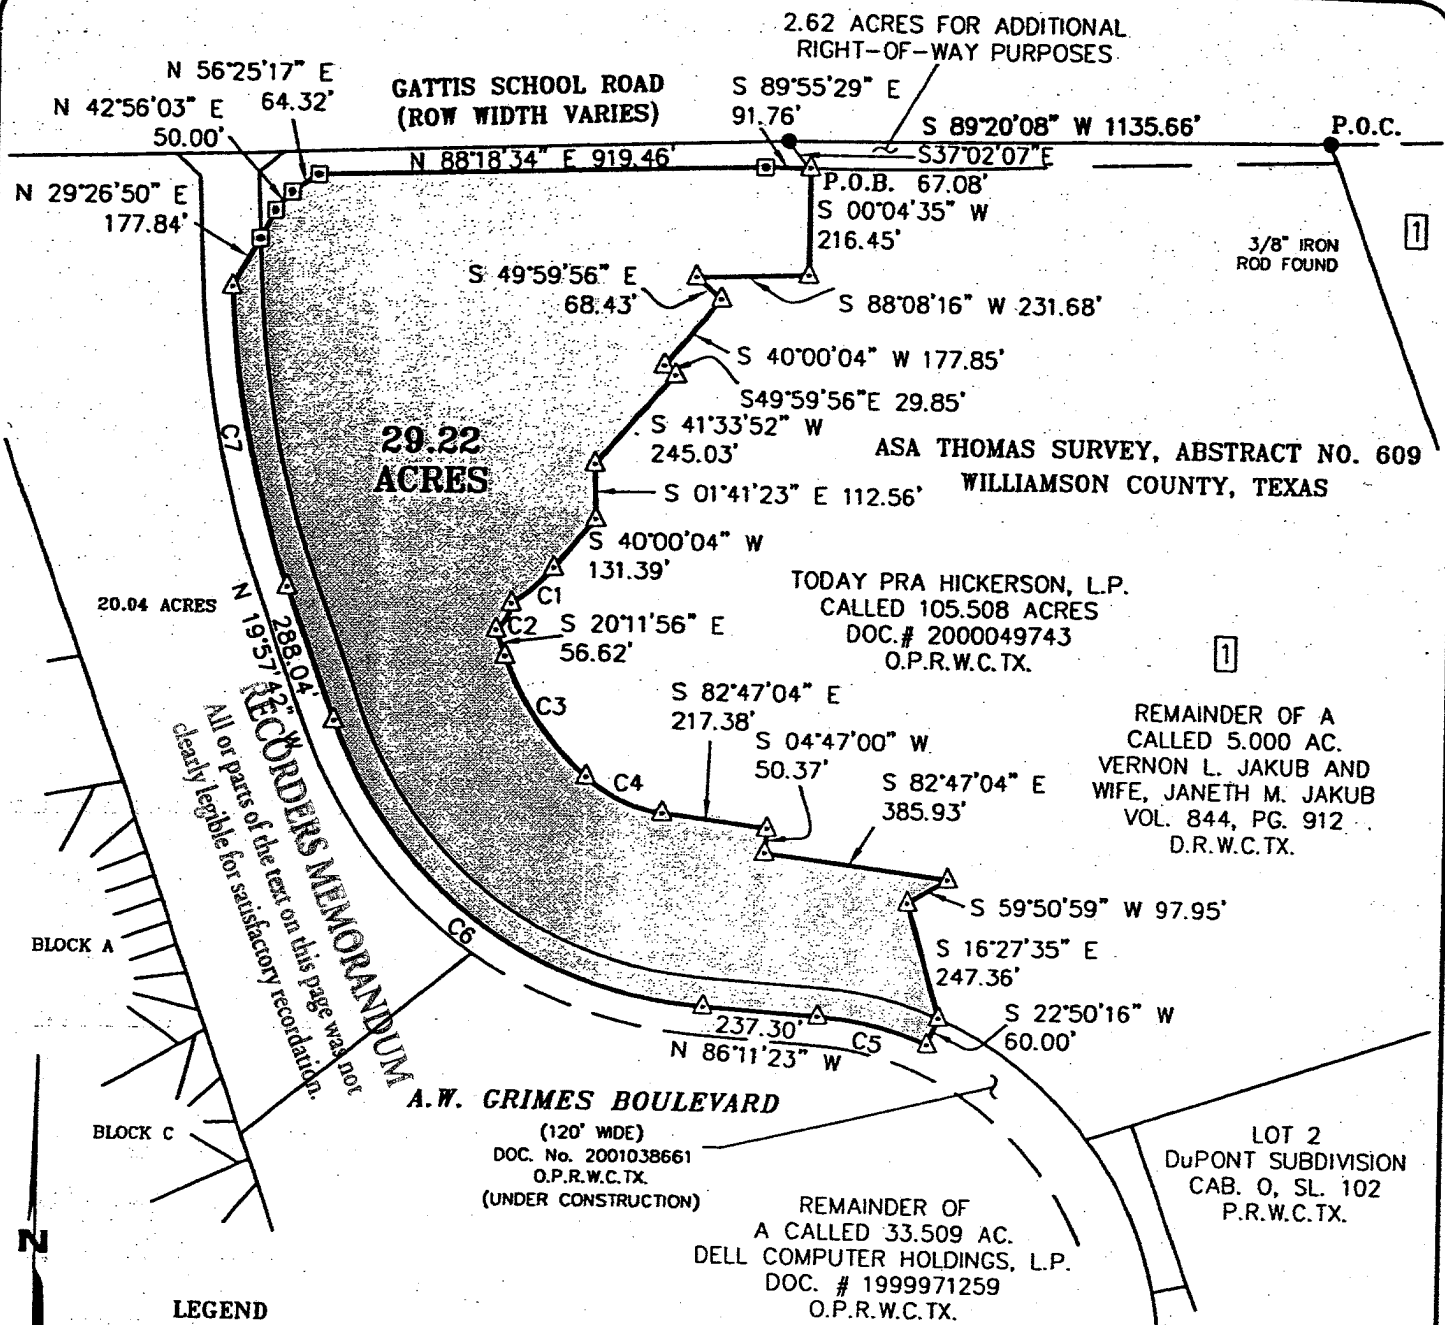 2.62 ACRES FOR ADDITIONAL
RIGHT-OF-WAY PURPOSES
N 56°25'17" E
64.32'
GATTIS SCHOOL ROAD
(ROW WIDTH VARIES)
S 89°55'29" E
91.76'
N 42°56'03" E
50.00'
S 89°20'08" W 1135.66'
P.O.C.
N 88°18'34" E 919.46'
S37°02'07"E
P.O.B. 67.08'
N 29°26'50" E
177.84'
S 00°04'35" W
216.45'
1
3/8" IRON
ROD FOUND
S 49°59'56" E
68.43'
S 88°08'16" W 231.68'
S 40°00'04" W 177.85'
S49°59'56"E 29.85'
S 41°33'52" W
245.03'
C7
29.22
ACRES
ASA THOMAS SURVEY, ABSTRACT NO. 609
WILLIAMSON COUNTY, TEXAS
S 01°41'23" E 112.56'
S 40°00'04" W
131.39'
TODAY PRA HICKERSON, L.P.
CALLED 105.508 ACRES
DOC.# 2000049743
O.P.R.W.C.TX.
20.04 ACRES
C1
C2
S 20°11'56" E
56.62'
288.04'
N 19°57'42" W
1
C3
S 82°47'04" E
217.38'
S 04°47'00" W
50.37'
REMAINDER OF A
CALLED 5.000 AC.
VERNON L. JAKUB AND
WIFE, JANETH M. JAKUB
VOL. 844, PG. 912
D.R.W.C.TX.
C4
S 82°47'04" E
385.93'
RECORDERS MEMORANDUM
All or parts of the text on this page was not
clearly legible for satisfactory recordation.
S 59°50'59" W 97.95'
BLOCK A
C6
S 16°27'35" E
247.36'
S 22°50'16" W
60.00'
237.30'
N 86°11'23" W
C5
A.W. GRIMES BOULEVARD
(120' WIDE)
DOC. No. 2001038661
O.P.R.W.C.TX.
(UNDER CONSTRUCTION)
BLOCK C
LOT 2
DuPONT SUBDIVISION
CAB. O, SL. 102
P.R.W.C.TX.
REMAINDER OF
A CALLED 33.509 AC.
DELL COMPUTER HOLDINGS, L.P.
DOC. # 1999971259
O.P.R.W.C.TX.
N
LEGEND